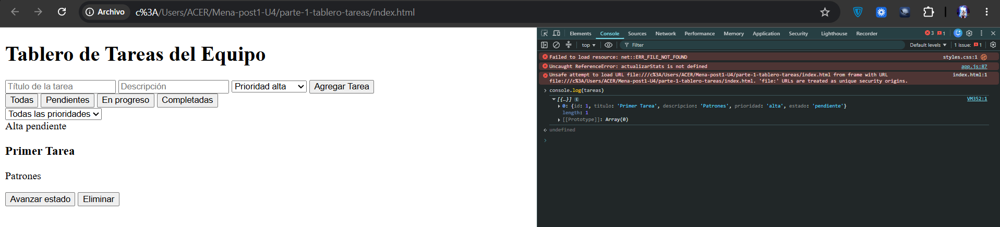 Archivo c%3A/Users/ACER/Mena-post1-U4/parte-1-tablero-tareas/index.html
Tablero de Tareas del Equipo
Título de la tarea Descripción Prioridad alta Agregar Tarea
Todas Pendientes En progreso Completadas
Todas las prioridades
Alta pendiente
Primer Tarea
Patrones
Avanzar estado Eliminar
Elements Console Sources Network Performance Memory Application Security Lighthouse Recorder 3 1
top Filter Default levels 1 issue: 1
Failed to load resource: net::ERR_FILE_NOT_FOUND styles.css:1
Uncaught ReferenceError: actualizarStats is not defined app.js:87
Unsafe attempt to load URL file:///c%3A/Users/ACER/Mena-post1-U4/parte-1-tablero-tareas/index.html from frame with URL index.html:1
file:///c%3A/Users/ACER/Mena-post1-U4/parte-1-tablero-tareas/index.html. 'file:' URLs are treated as unique security origins.
> console.log(tareas)
[{…}] i VM352:1
0: {id: 1, titulo: 'Primer Tarea', descripcion: 'Patrones', prioridad: 'alta', estado: 'pendiente'}
length: 1
[[Prototype]]: Array(0)
undefined
>